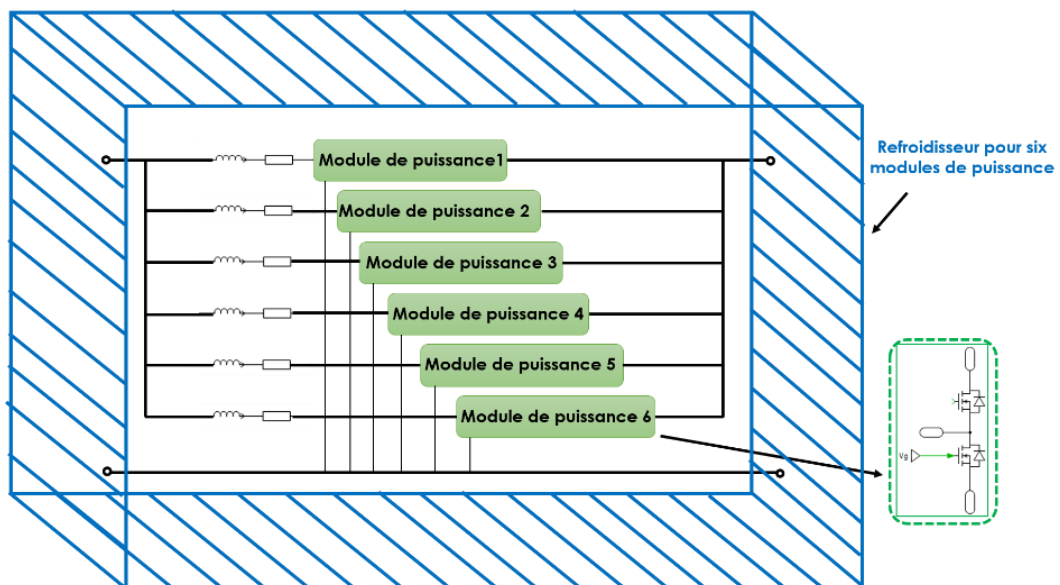 Module de puissance1
Refroidisseur pour six
modules de puissance
Module de puissance 2
Module de puissance 3
Module de puissance 4
Module de puissance 5
Module de puissance 6
Vg